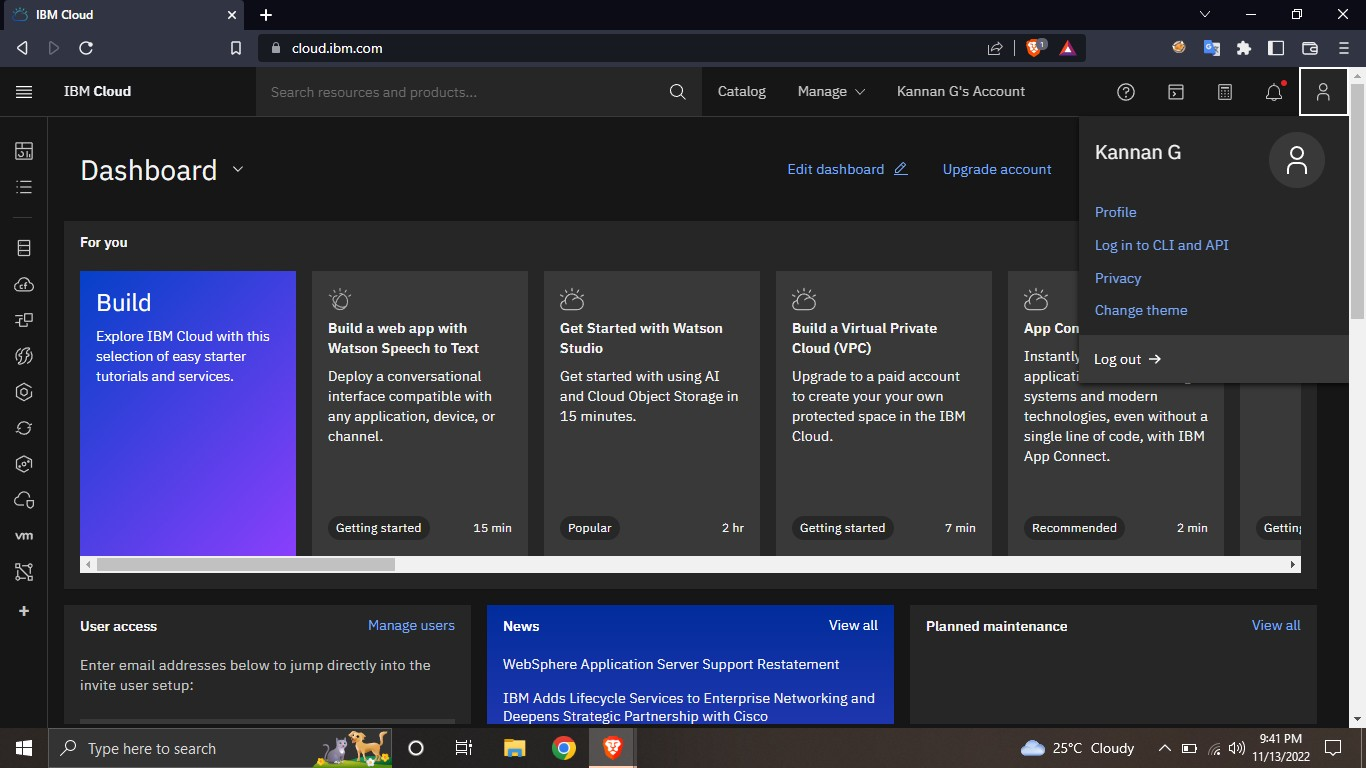 IBM Cloud
cloud.ibm.com
1
IBM Cloud
Search resources and products...
Catalog
Manage
Kannan G's Account
Dashboard
Edit dashboard
Upgrade account
Kannan G
Profile
Log in to CLI and API
Privacy
Change theme
Log out
For you
Build
Explore IBM Cloud with this
selection of easy starter
tutorials and services.
Build a web app with
Watson Speech to Text
Deploy a conversational
interface compatible with
any application, device, or
channel.
Getting started
15 min
Get Started with Watson
Studio
Get started with using AI
and Cloud Object Storage in
15 minutes.
Popular
2 hr
Build a Virtual Private
Cloud (VPC)
Upgrade to a paid account
to create your your own
protected space in the IBM
Cloud.
Getting started
7 min
App Con
Instantly
applicati
systems and modern
technologies, even without a
single line of code, with IBM
App Connect.
Recommended
2 min
Getting
cf
vm
User access
Manage users
Enter email addresses below to jump directly into the
invite user setup:
News
View all
WebSphere Application Server Support Restatement
IBM Adds Lifecycle Services to Enterprise Networking and
Deepens Strategic Partnership with Cisco
Planned maintenance
View all
Type here to search
25°C Cloudy
9:41 PM
11/13/2022